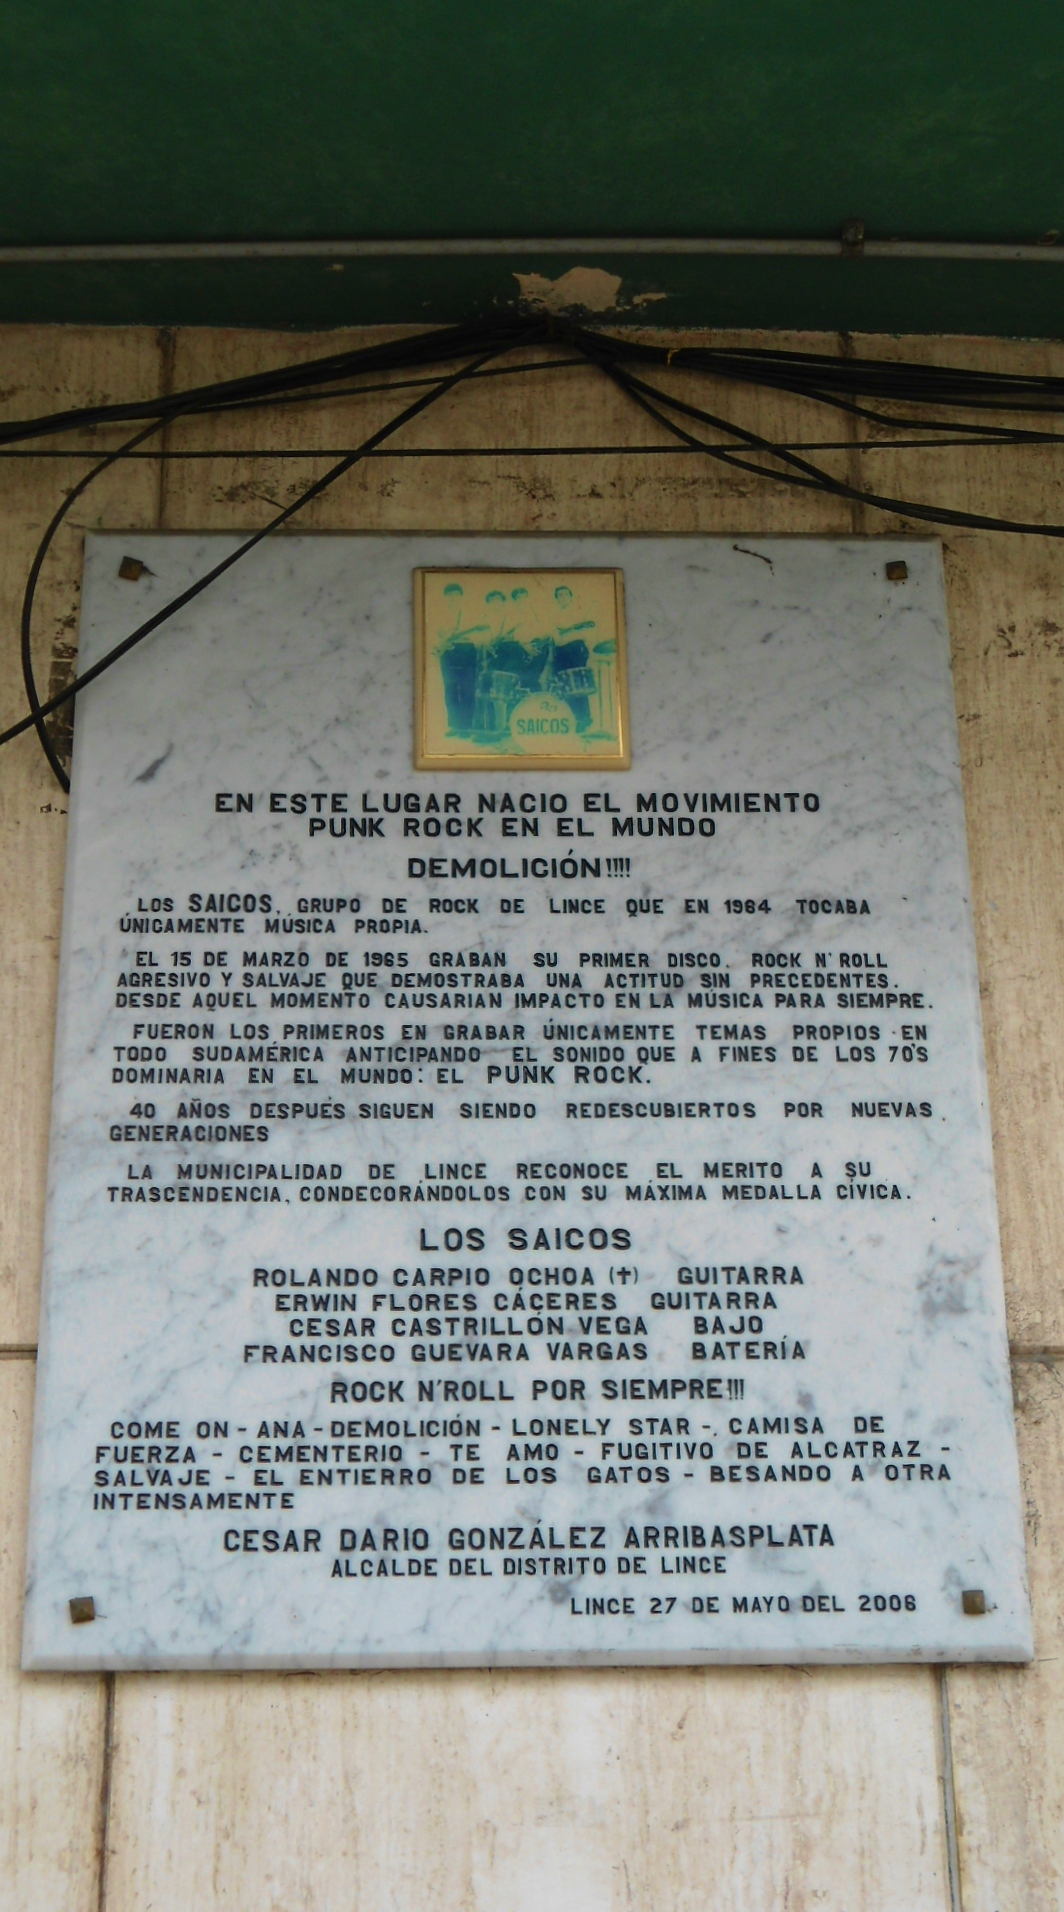 SAICOS
EN ESTE LUGAR NACIO EL MOVIMIENTO
PUNK ROCK EN EL MUNDO
DEMOLICIÓN!!!!
LOS SAICOS, GRUPO DE ROCK DE LINCE QUE EN 1964 TOCABA
ÚNICAMENTE MÚSICA PROPIA.
EL 15 DE MARZO DE 1965 GRABAN SU PRIMER DISCO. ROCK N'ROLL
AGRESIVO Y SALVAJE QUE DEMOSTRABA UNA ACTITUD SIN PRECEDENTES.
DESDE AQUEL MOMENTO CAUSARIAN IMPACTO EN LA MÚSICA PARA SIEMPRE.
FUERON LOS PRIMEROS EN GRABAR ÚNICAMENTE TEMAS PROPIOS EN
TODO SUDAMÉRICA ANTICIPANDO EL SONIDO QUE A FINES DE LOS 70'S
DOMINARIA EN EL MUNDO: EL PUNK ROCK.
40 AÑOS DESPUÉS SIGUEN SIENDO REDESCUBIERTOS POR NUEVAS
GENERACIONES
LA MUNICIPALIDAD DE LINCE RECONOCE EL MERITO A SU
TRASCENDENCIA, CONDECORÁNDOLOS CON SU MÁXIMA MEDALLA CÍVICA.
LOS SAICOS
ROLANDO CARPIO OCHOA (†) GUITARRA
ERWIN FLORES CÁCERES GUITARRA
CESAR CASTRILLÓN VEGA BAJO
FRANCISCO GUEVARA VARGAS BATERÍA
ROCK N'ROLL POR SIEMPRE!!!
COME ON - ANA - DEMOLICIÓN - LONELY STAR - CAMISA DE
FUERZA - CEMENTERIO - TE AMO - FUGITIVO DE ALCATRAZ -
SALVAJE - EL ENTIERRO DE LOS GATOS - BESANDO A OTRA
INTENSAMENTE
CESAR DARIO GONZÁLEZ ARRIBASPLATA
ALCALDE DEL DISTRITO DE LINCE
LINCE 27 DE MAYO DEL 2006